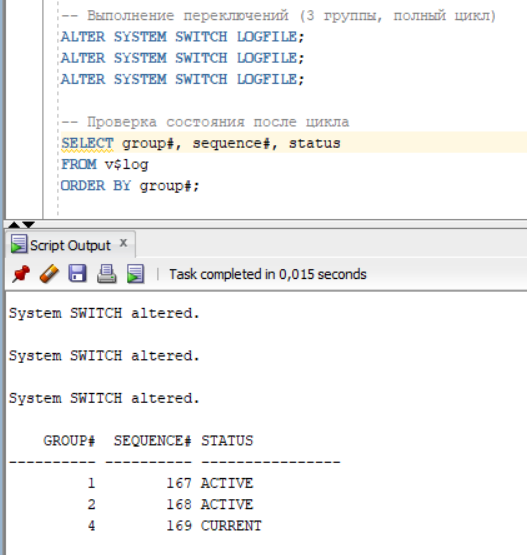 -- Выполнение переключений (3 группы, полный цикл)
ALTER SYSTEM SWITCH LOGFILE;
ALTER SYSTEM SWITCH LOGFILE;
ALTER SYSTEM SWITCH LOGFILE;
-- Проверка состояния после цикла
SELECT group#, sequence#, status
FROM v$log
ORDER BY group#;
Script Output x
Task completed in 0,015 seconds
System SWITCH altered.
System SWITCH altered.
System SWITCH altered.
GROUP# SEQUENCE# STATUS
---------- ---------- ----------------
1 167 ACTIVE
2 168 ACTIVE
4 169 CURRENT